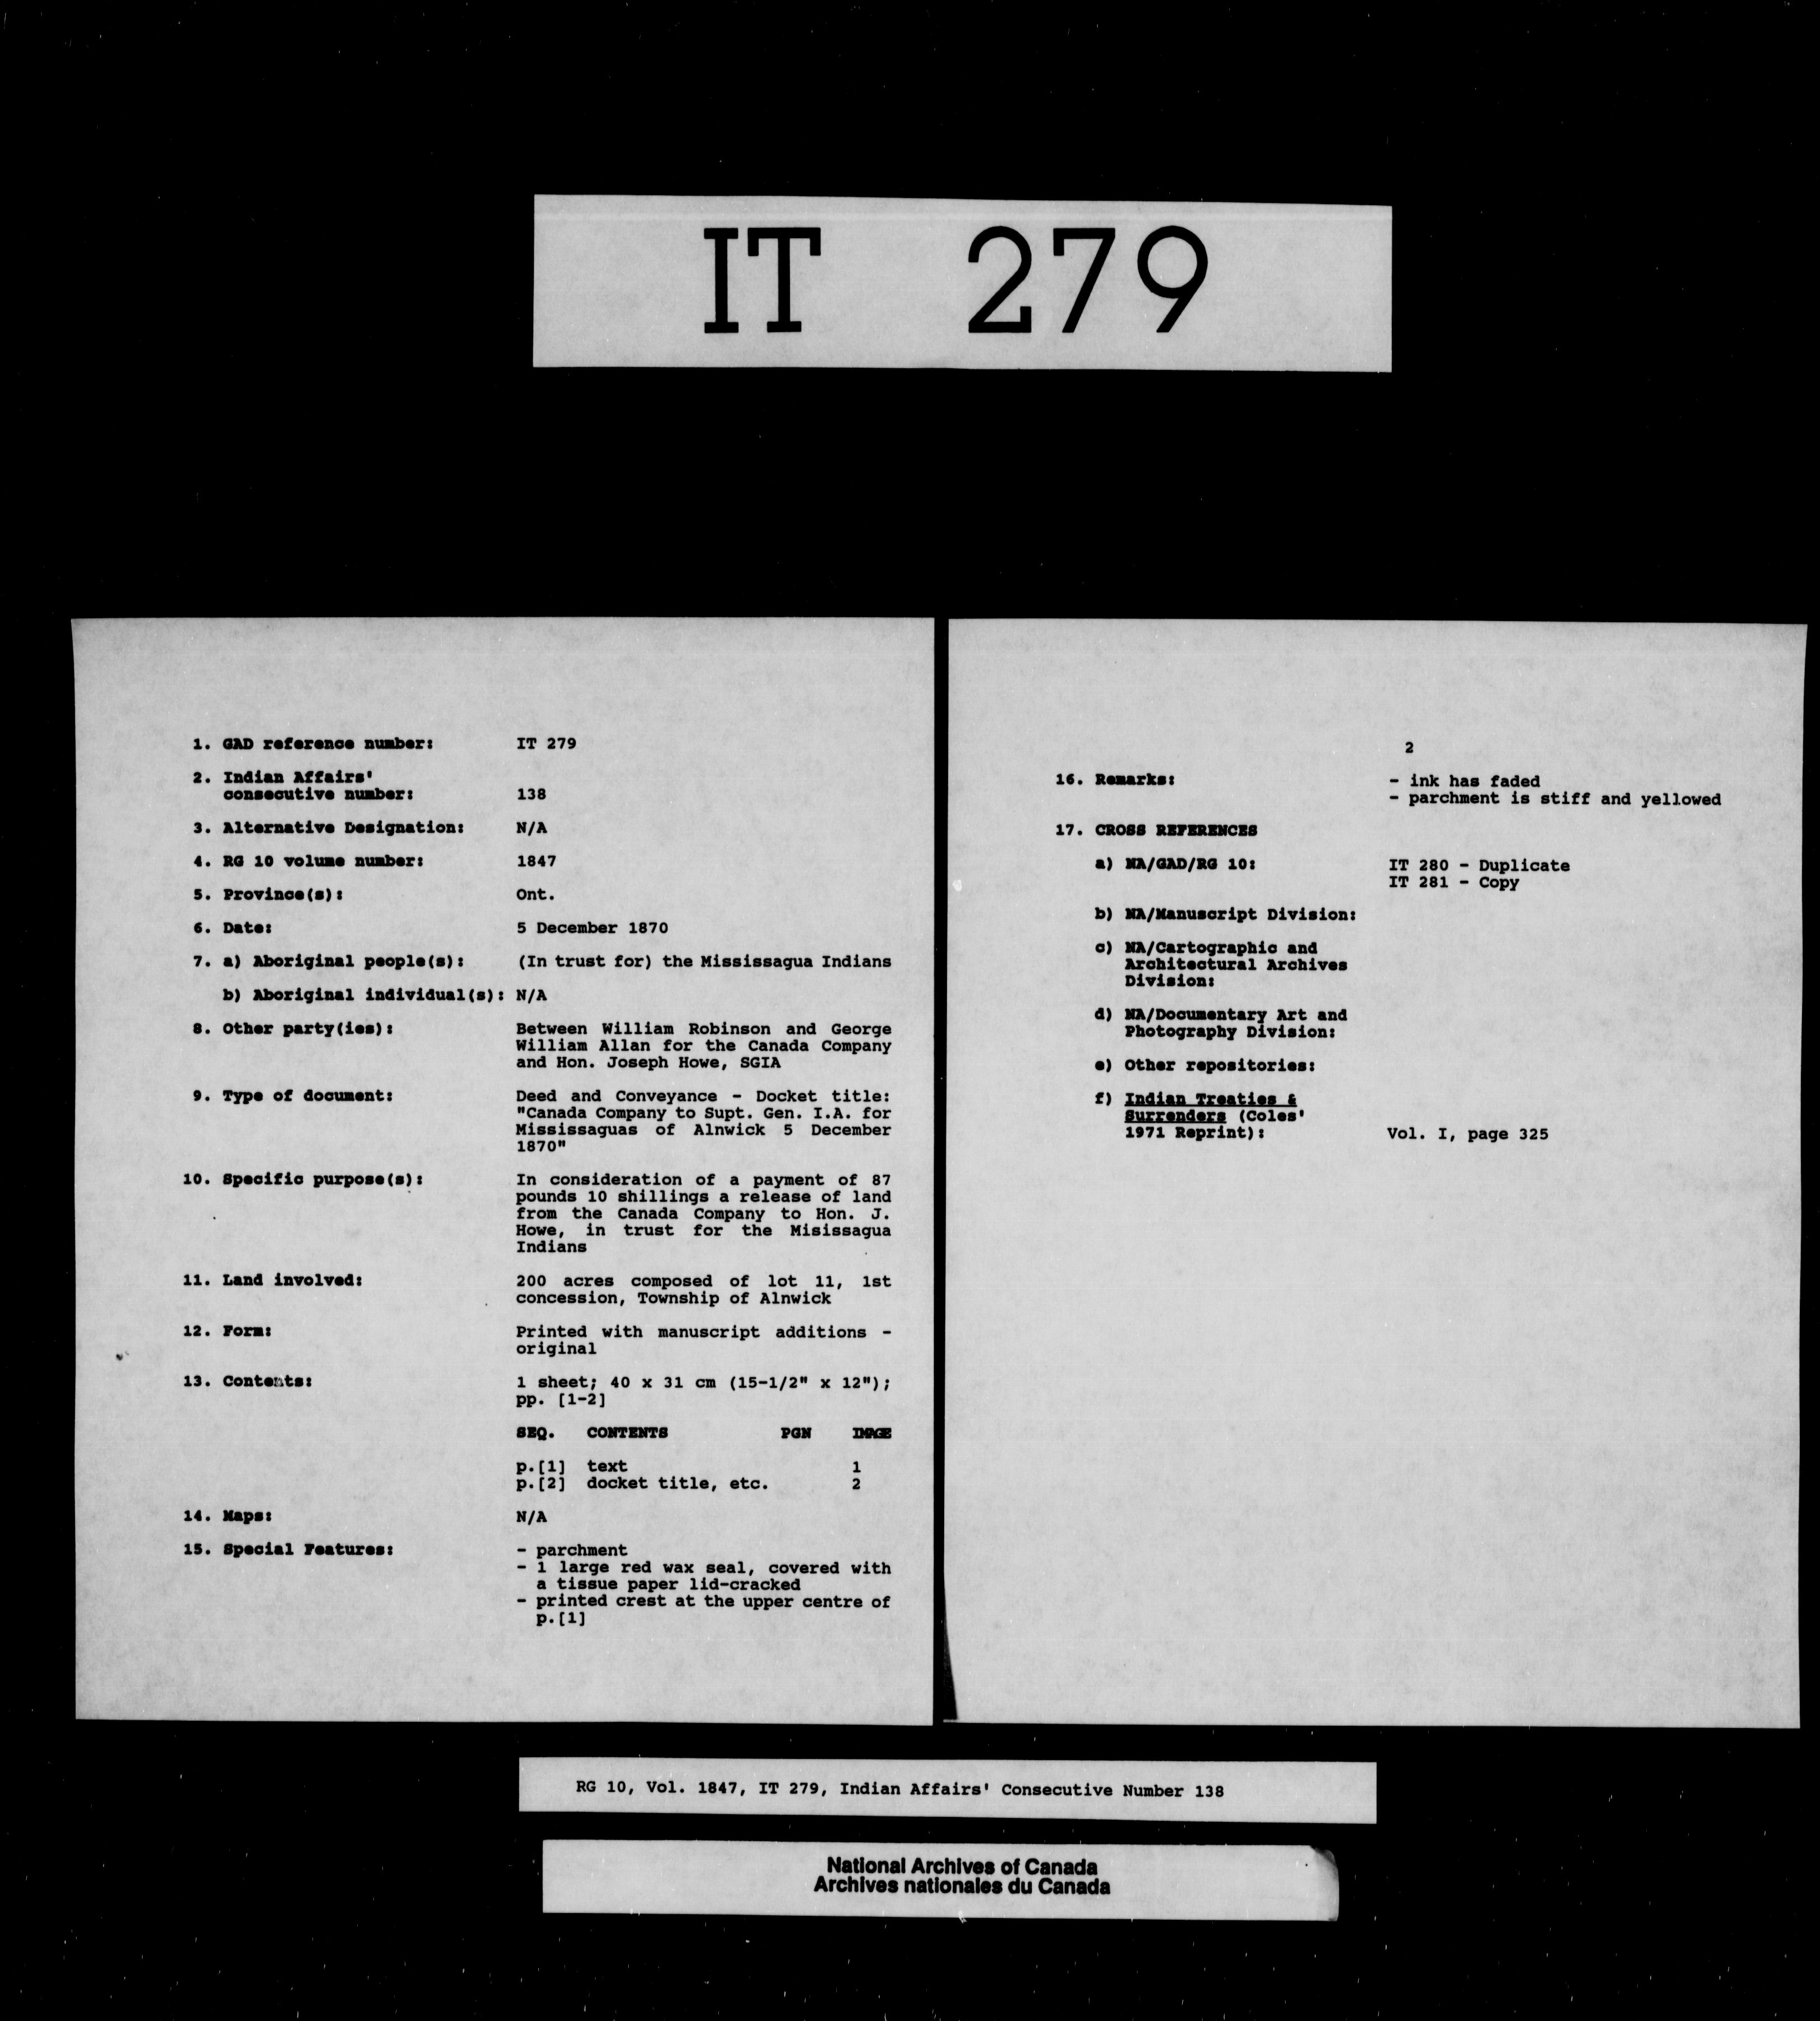 IT 279
1. GAD reference number: IT 279
2. Indian Affairs'
consecutive number: 138
3. Alternative Designation: N/A
4. RG 10 volume number: 1847
5. Province(s): Ont.
6. Date: 5 December 1870
7. a) Aboriginal people(s): (In trust for) the Mississagua Indians
b) Aboriginal individual(s): N/A
8. Other party(ies): Between William Robinson and George
William Allan for the Canada Company
and Hon. Joseph Howe, SGIA
9. Type of document: Deed and Conveyance - Docket title:
"Canada Company to Supt. Gen. I.A. for
Mississaguas of Alnwick 5 December
1870"
10. Specific purpose(s): In consideration of a payment of 87
pounds 10 shillings a release of land
from the Canada Company to Hon. J.
Howe, in trust for the Misissagua
Indians
11. Land involved: 200 acres composed of lot 11, 1st
concession, Township of Alnwick
12. Form: Printed with manuscript additions -
original
13. Contents: 1 sheet; 40 x 31 cm (15-1/2" x 12");
pp. [1-2]
SEQ. CONTENTS PGN IMAGE
p.[1] text 1
p.[2] docket title, etc. 2
14. Maps: N/A
15. Special Features: - parchment
- 1 large red wax seal, covered with
a tissue paper lid-cracked
- printed crest at the upper centre of
p.[1]
2
16. Remarks: - ink has faded
- parchment is stiff and yellowed
17. CROSS REFERENCES
a) NA/GAD/RG 10: IT 280 - Duplicate
IT 281 - Copy
b) NA/Manuscript Division:
c) NA/Cartographic and
Architectural Archives
Division:
d) NA/Documentary Art and
Photography Division:
e) Other repositories:
f) Indian Treaties &
Surrenders (Coles'
1971 Reprint): Vol. I, page 325
RG 10, Vol. 1847, IT 279, Indian Affairs' Consecutive Number 138
National Archives of Canada
Archives nationales du Canada